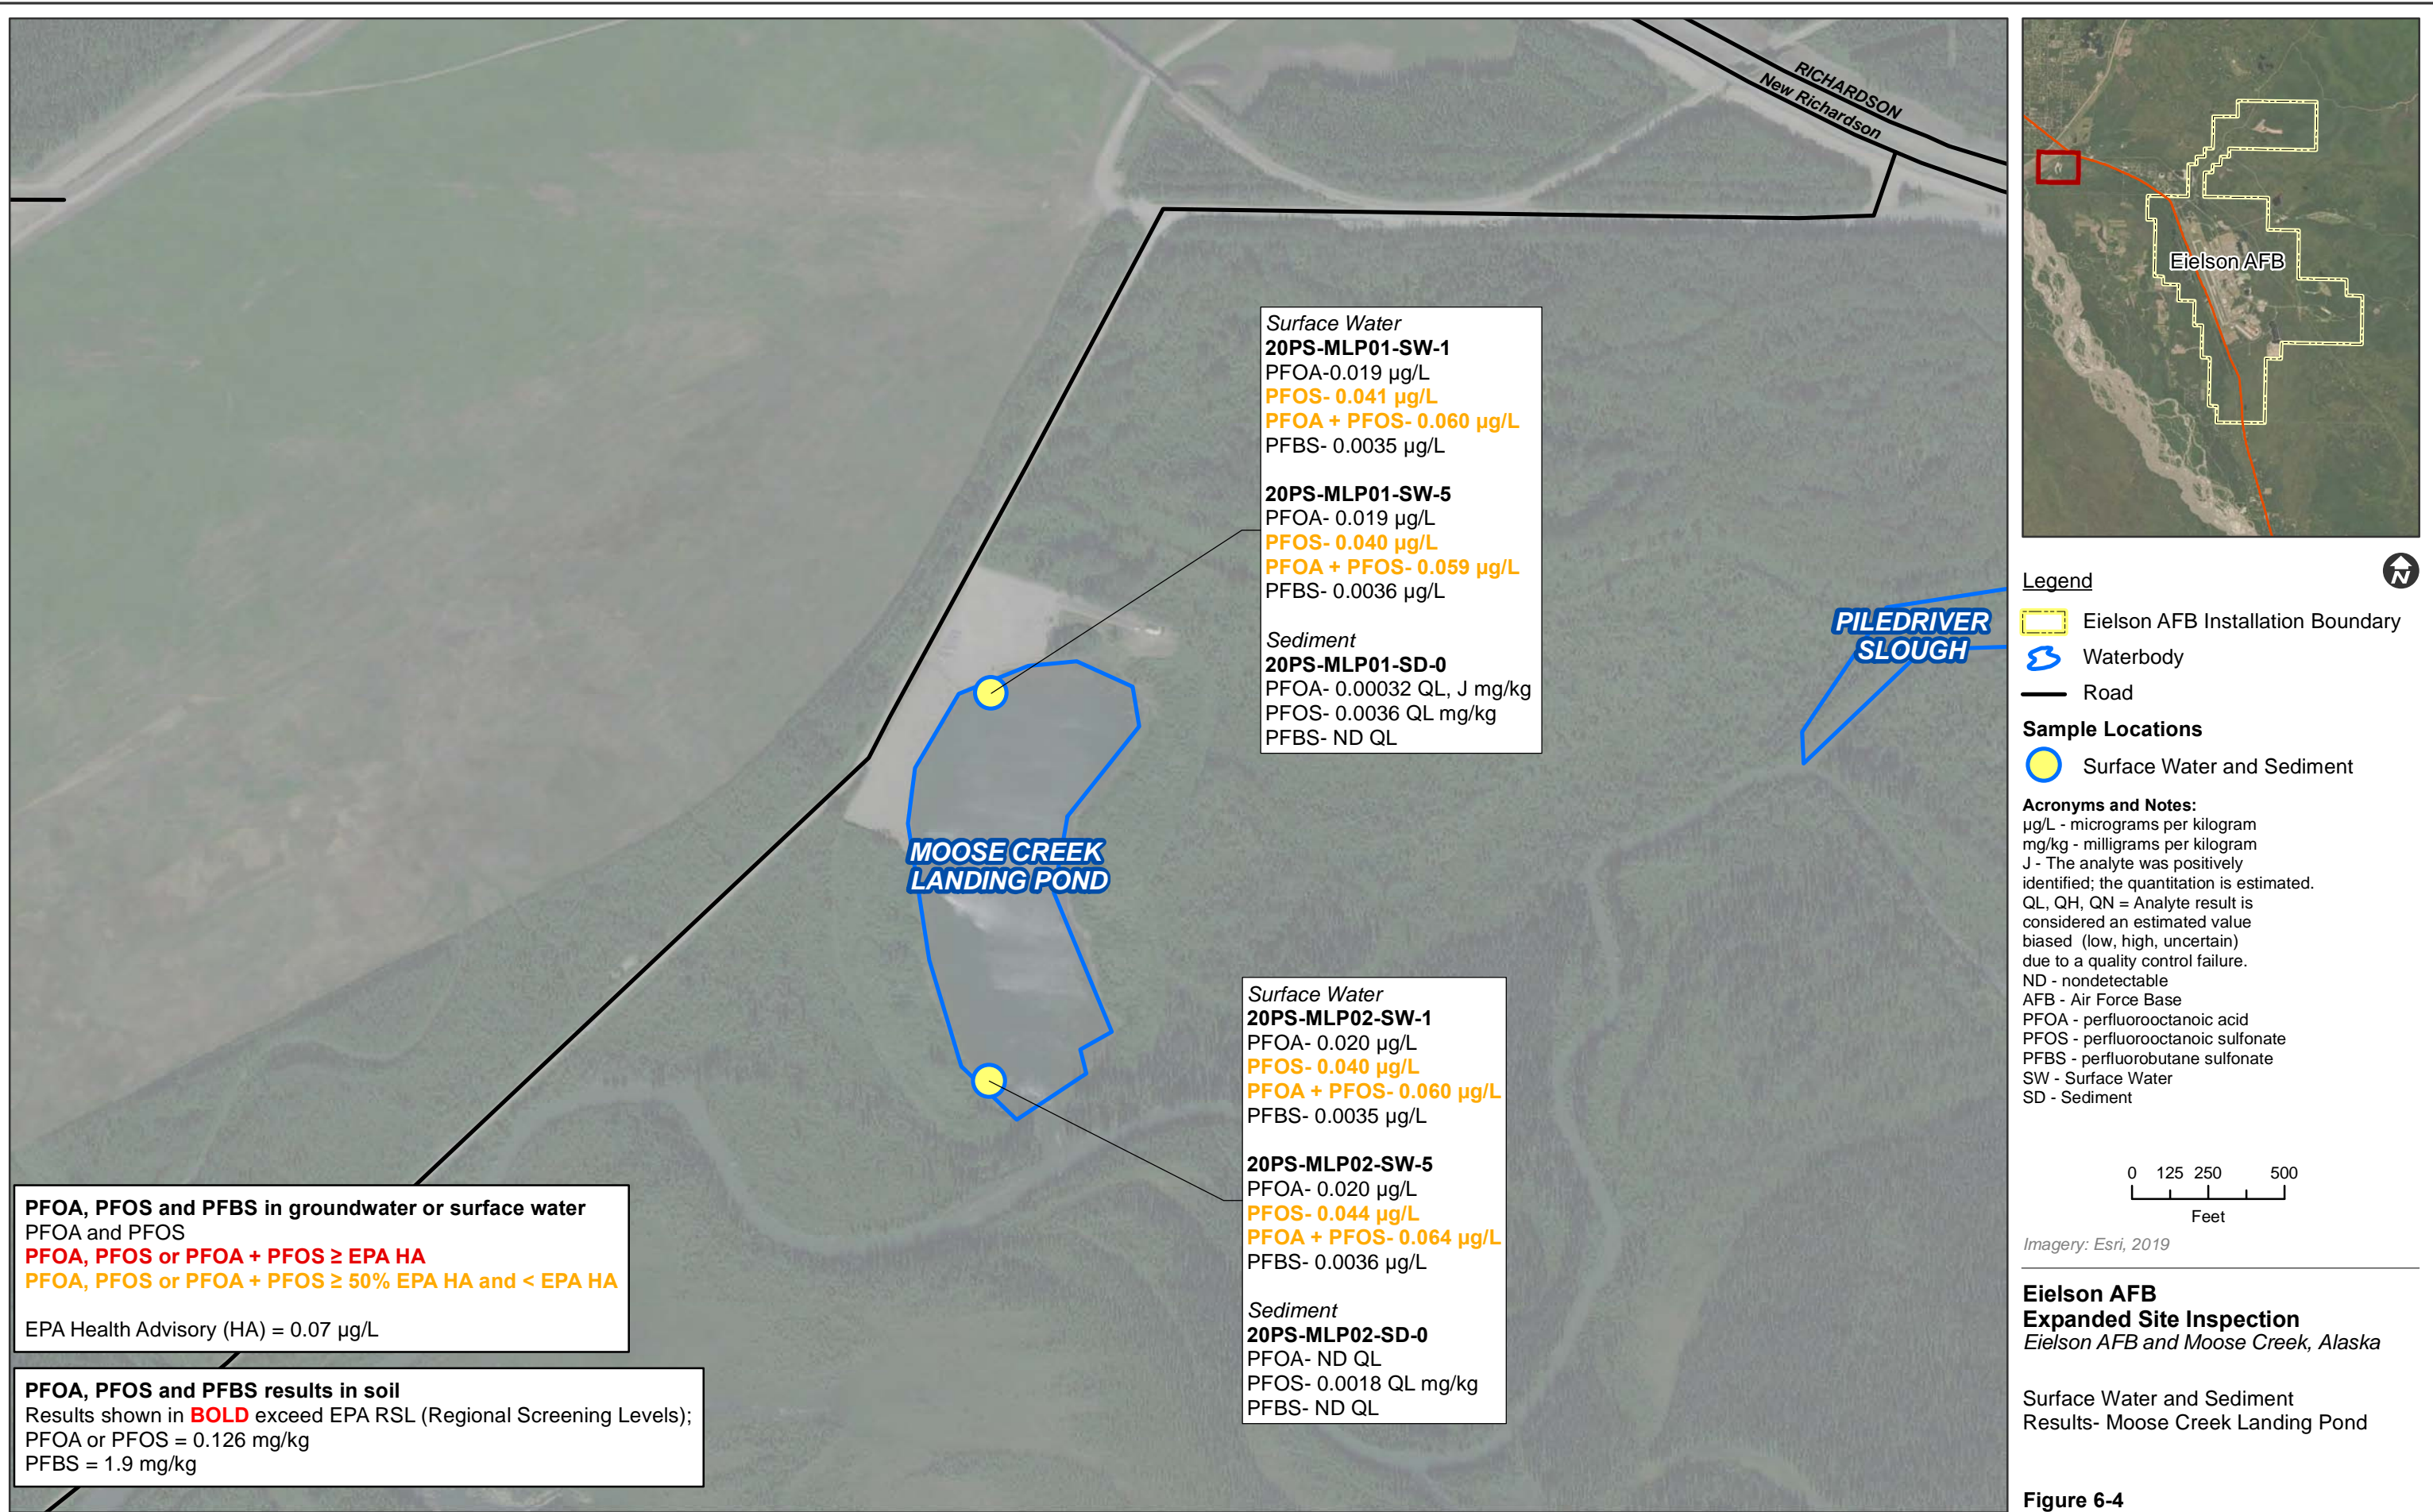 RICHARDSON
New Richardson
Surface Water
20PS-MLP01-SW-1
PFOA-0.019 µg/L
PFOS- 0.041 µg/L
PFOA + PFOS- 0.060 µg/L
PFBS- 0.0035 µg/L
20PS-MLP01-SW-5
PFOA- 0.019 µg/L
PFOS- 0.040 µg/L
PFOA + PFOS- 0.059 µg/L
PFBS- 0.0036 µg/L
Sediment
20PS-MLP01-SD-0
PFOA- 0.00032 QL, J mg/kg
PFOS- 0.0036 QL mg/kg
PFBS- ND QL
PILEDRIVER
SLOUGH
MOOSE CREEK
LANDING POND
Surface Water
20PS-MLP02-SW-1
PFOA- 0.020 µg/L
PFOS- 0.040 µg/L
PFOA + PFOS- 0.060 µg/L
PFBS- 0.0035 µg/L
20PS-MLP02-SW-5
PFOA- 0.020 µg/L
PFOS- 0.044 µg/L
PFOA + PFOS- 0.064 µg/L
PFBS- 0.0036 µg/L
Sediment
20PS-MLP02-SD-0
PFOA- ND QL
PFOS- 0.0018 QL mg/kg
PFBS- ND QL
PFOA, PFOS and PFBS in groundwater or surface water
PFOA and PFOS
PFOA, PFOS or PFOA + PFOS ≥ EPA HA
PFOA, PFOS or PFOA + PFOS ≥ 50% EPA HA and < EPA HA
EPA Health Advisory (HA) = 0.07 µg/L
PFOA, PFOS and PFBS results in soil
Results shown in BOLD exceed EPA RSL (Regional Screening Levels);
PFOA or PFOS = 0.126 mg/kg
PFBS = 1.9 mg/kg
Eielson AFB
N
Legend
Eielson AFB Installation Boundary
Waterbody
Road
Sample Locations
Surface Water and Sediment
Acronyms and Notes:
µg/L - micrograms per kilogram
mg/kg - milligrams per kilogram
J - The analyte was positively
identified; the quantitation is estimated.
QL, QH, QN = Analyte result is
considered an estimated value
biased (low, high, uncertain)
due to a quality control failure.
ND - nondetectable
AFB - Air Force Base
PFOA - perfluorooctanoic acid
PFOS - perfluorooctanoic sulfonate
PFBS - perfluorobutane sulfonate
SW - Surface Water
SD - Sediment
0 125 250 500
Feet
Imagery: Esri, 2019
Eielson AFB
Expanded Site Inspection
Eielson AFB and Moose Creek, Alaska
Surface Water and Sediment
Results- Moose Creek Landing Pond
Figure 6-4